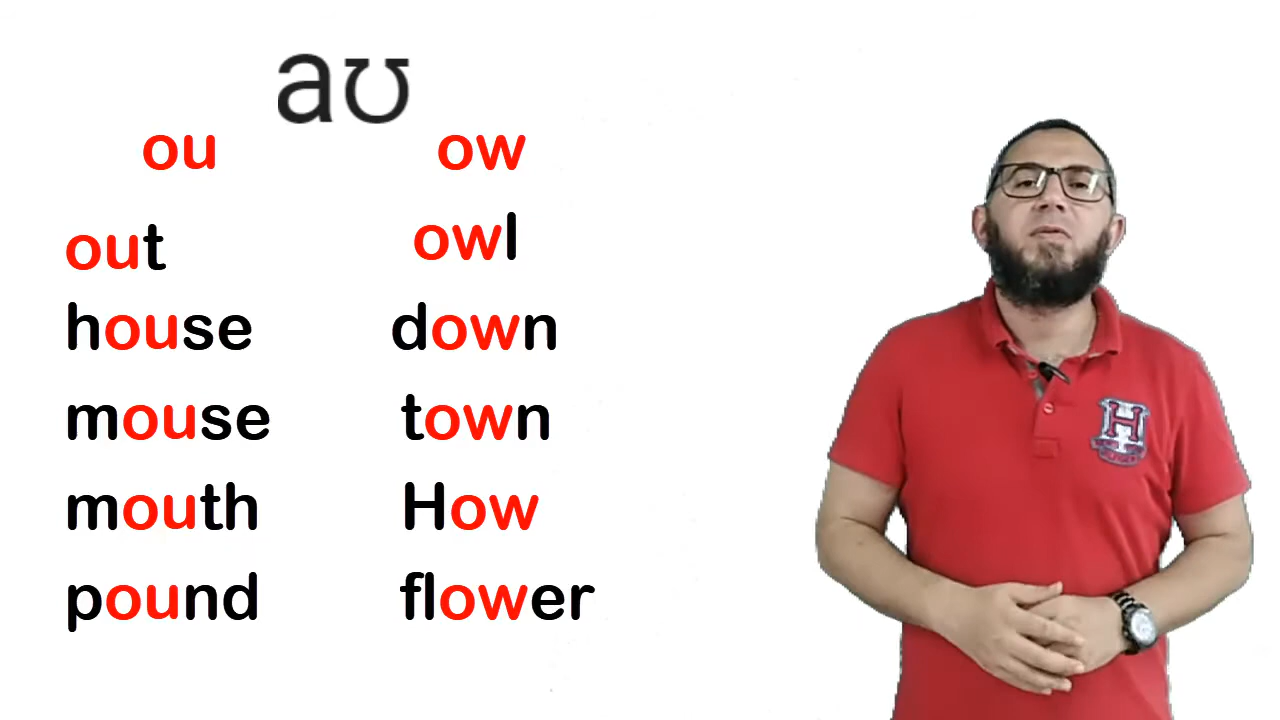 aʊ
ou ow
out owl
house down
mouse town
mouth How
pound flower
H